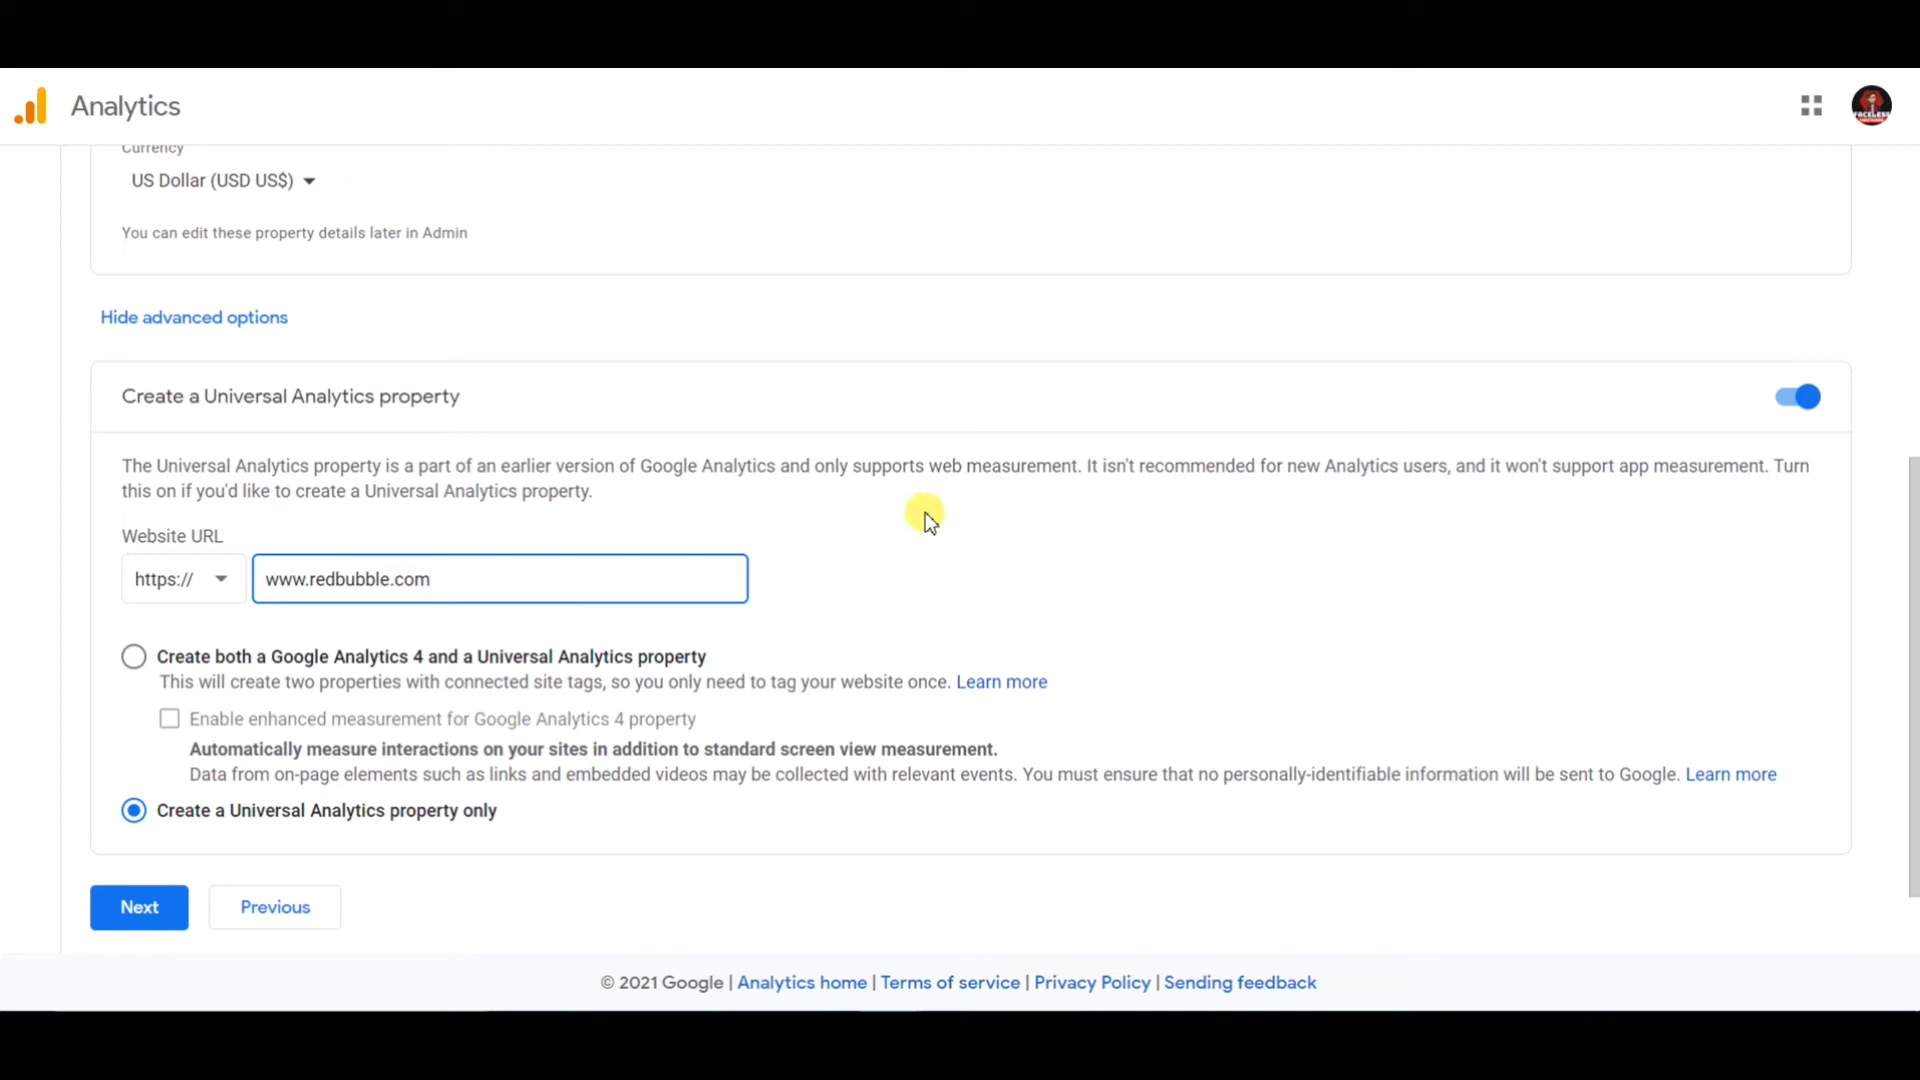 Analytics
FACELESS
Currency
US Dollar (USD US$)
You can edit these property details later in Admin
Hide advanced options
Create a Universal Analytics property
The Universal Analytics property is a part of an earlier version of Google Analytics and only supports web measurement. It isn't recommended for new Analytics users, and it won't support app measurement. Turn
this on if you'd like to create a Universal Analytics property.
Website URL
https:// www.redbubble.com
Create both a Google Analytics 4 and a Universal Analytics property
This will create two properties with connected site tags, so you only need to tag your website once. Learn more
Enable enhanced measurement for Google Analytics 4 property
Automatically measure interactions on your sites in addition to standard screen view measurement.
Data from on-page elements such as links and embedded videos may be collected with relevant events. You must ensure that no personally-identifiable information will be sent to Google. Learn more
Create a Universal Analytics property only
Next Previous
© 2021 Google | Analytics home | Terms of service | Privacy Policy | Sending feedback